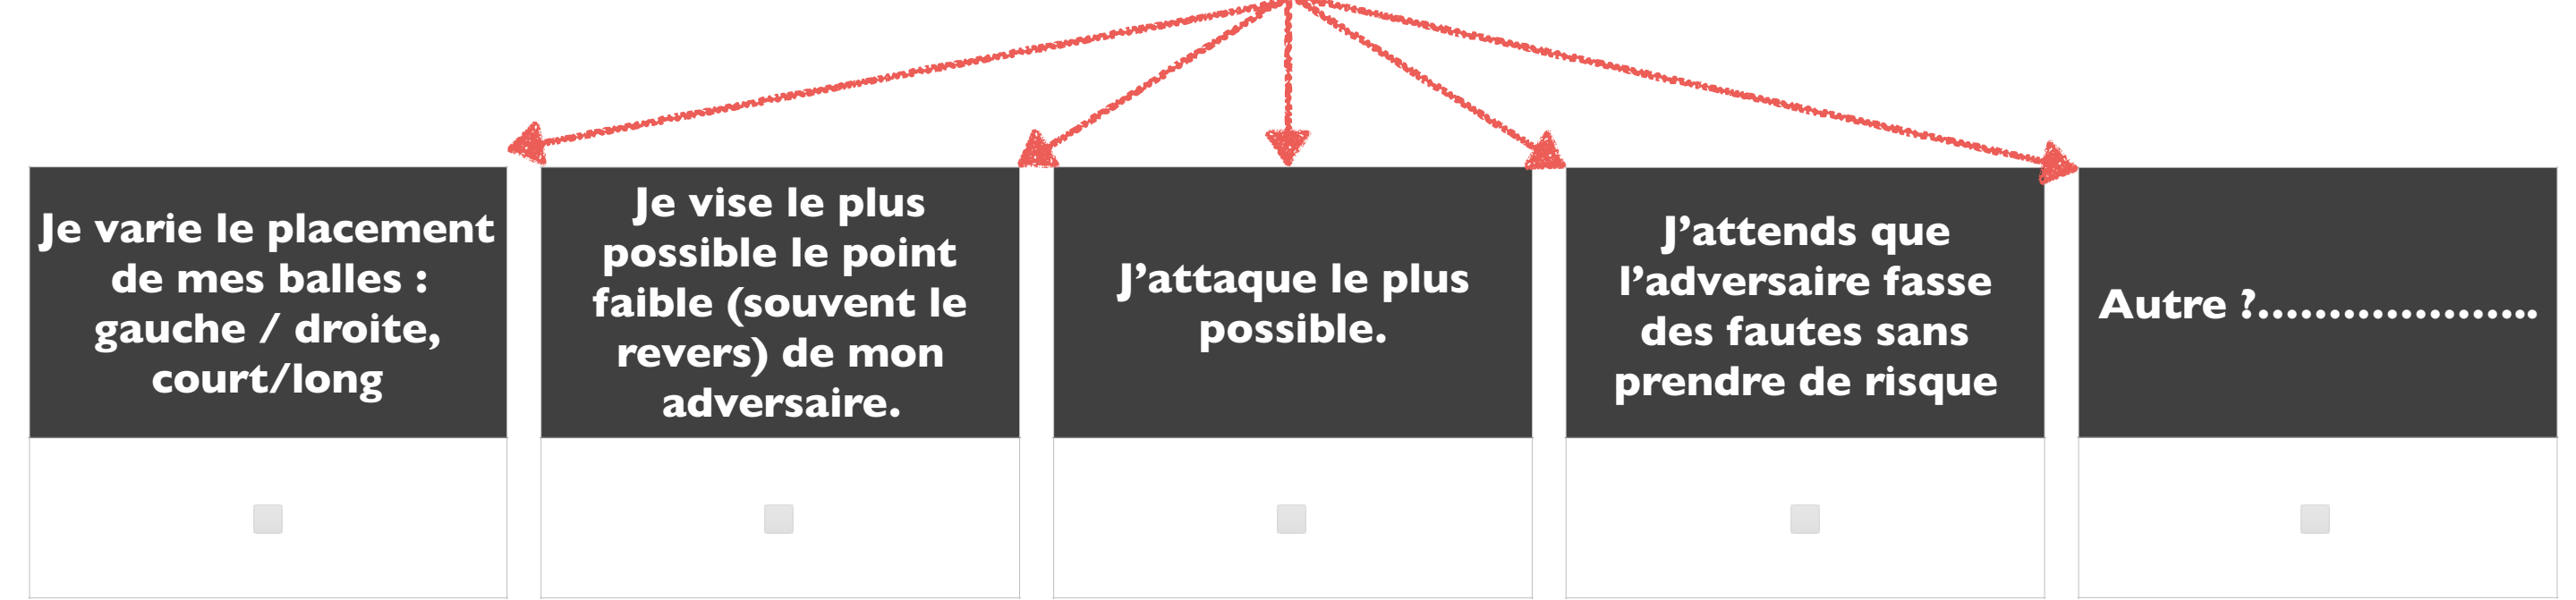 Je varie le placement
de mes balles :
gauche / droite,
court/long
Je vise le plus
possible le point
faible (souvent le
revers) de mon
adversaire.
J’attaque le plus
possible.
J’attends que
l’adversaire fasse
des fautes sans
prendre de risque
Autre ?....................